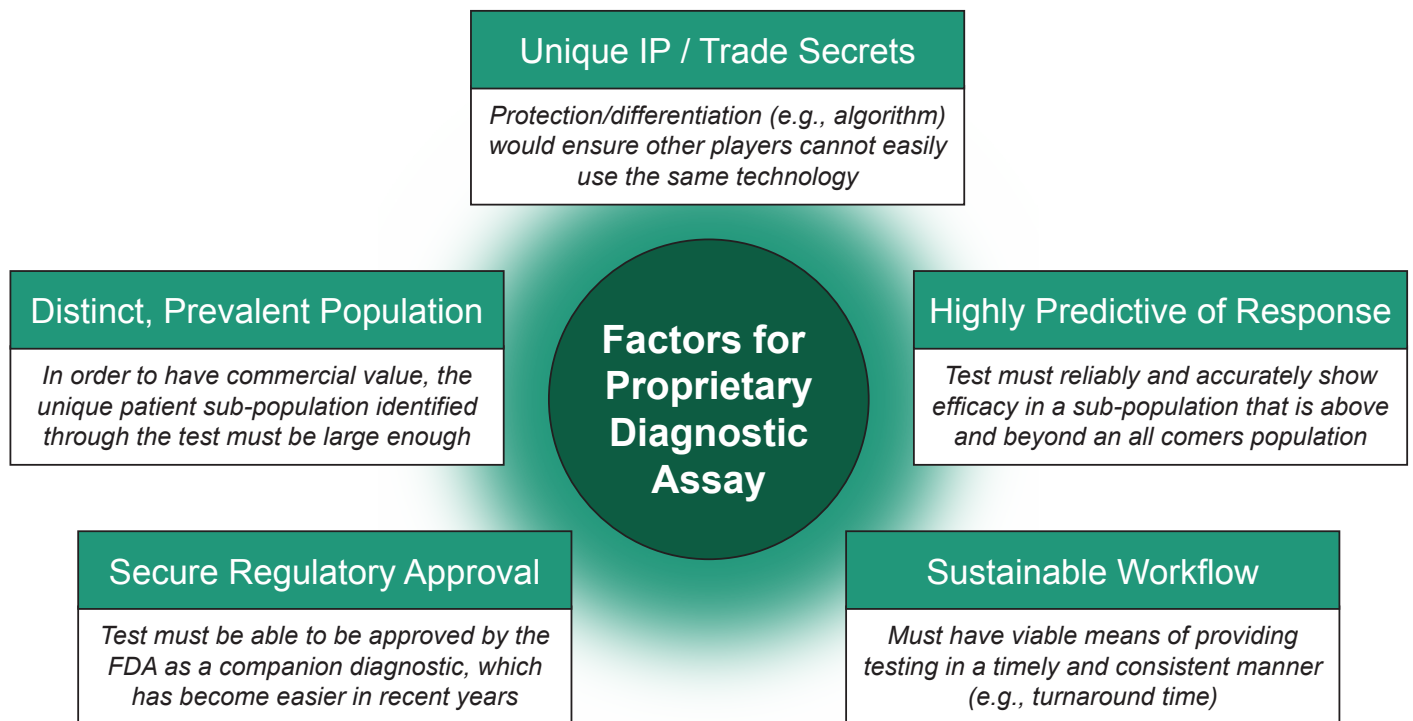 Unique IP / Trade Secrets
Protection/differentiation (e.g., algorithm)
would ensure other players cannot easily
use the same technology
Distinct, Prevalent Population
In order to have commercial value, the
unique patient sub-population identified
through the test must be large enough
Factors for
Proprietary
Diagnostic
Assay
Highly Predictive of Response
Test must reliably and accurately show
efficacy in a sub-population that is above
and beyond an all comers population
Secure Regulatory Approval
Test must be able to be approved by the
FDA as a companion diagnostic, which
has become easier in recent years
Sustainable Workflow
Must have viable means of providing
testing in a timely and consistent manner
(e.g., turnaround time)